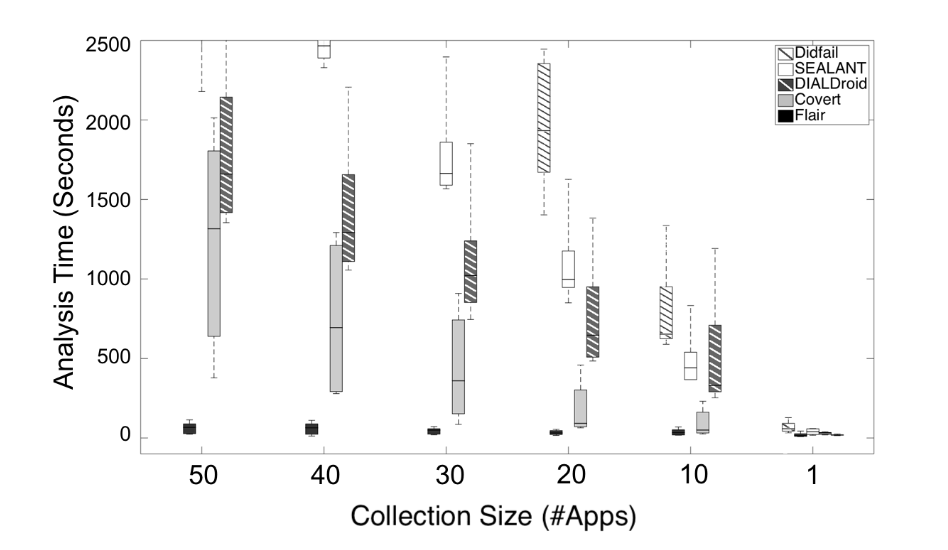 2500
2000
1500
1000
500
0
Analysis Time (Seconds)
Didfail
SEALANT
DIALDroid
Covert
Flair
50 40 30 20 10 1
Collection Size (#Apps)